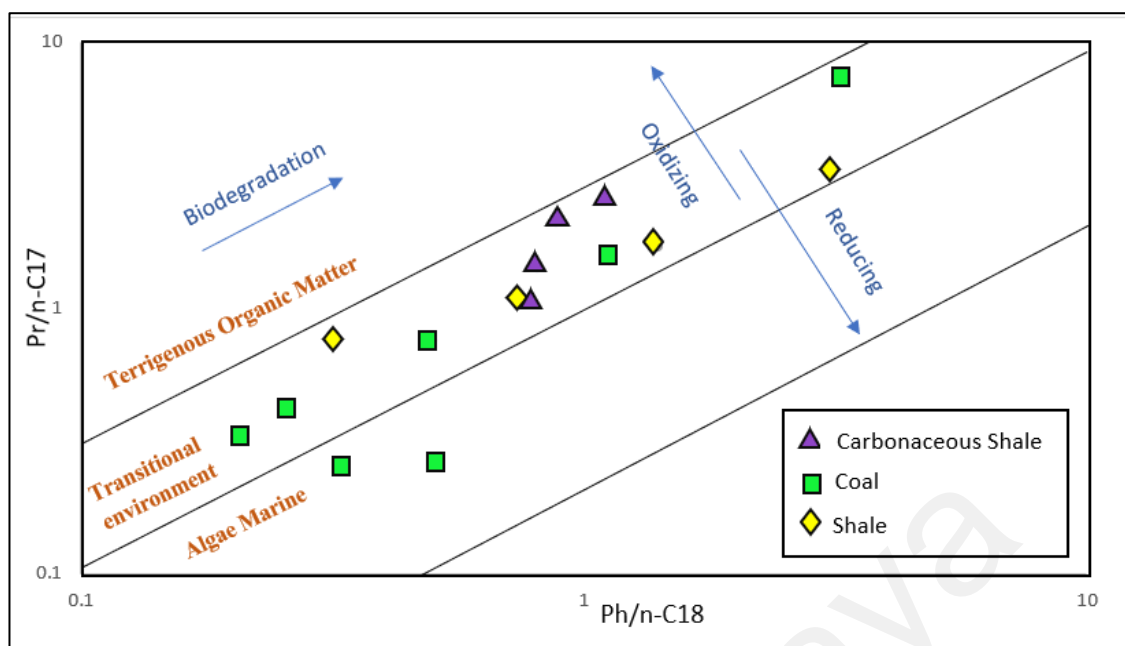 10
Oxidizing
Biodegradation
Reducing
Pr/n-C17
Terrigenous Organic Matter
1
Carbonaceous Shale
Coal
Shale
Transitional
environment
Algae Marine
0.1
0.1
1
10
Ph/n-C18